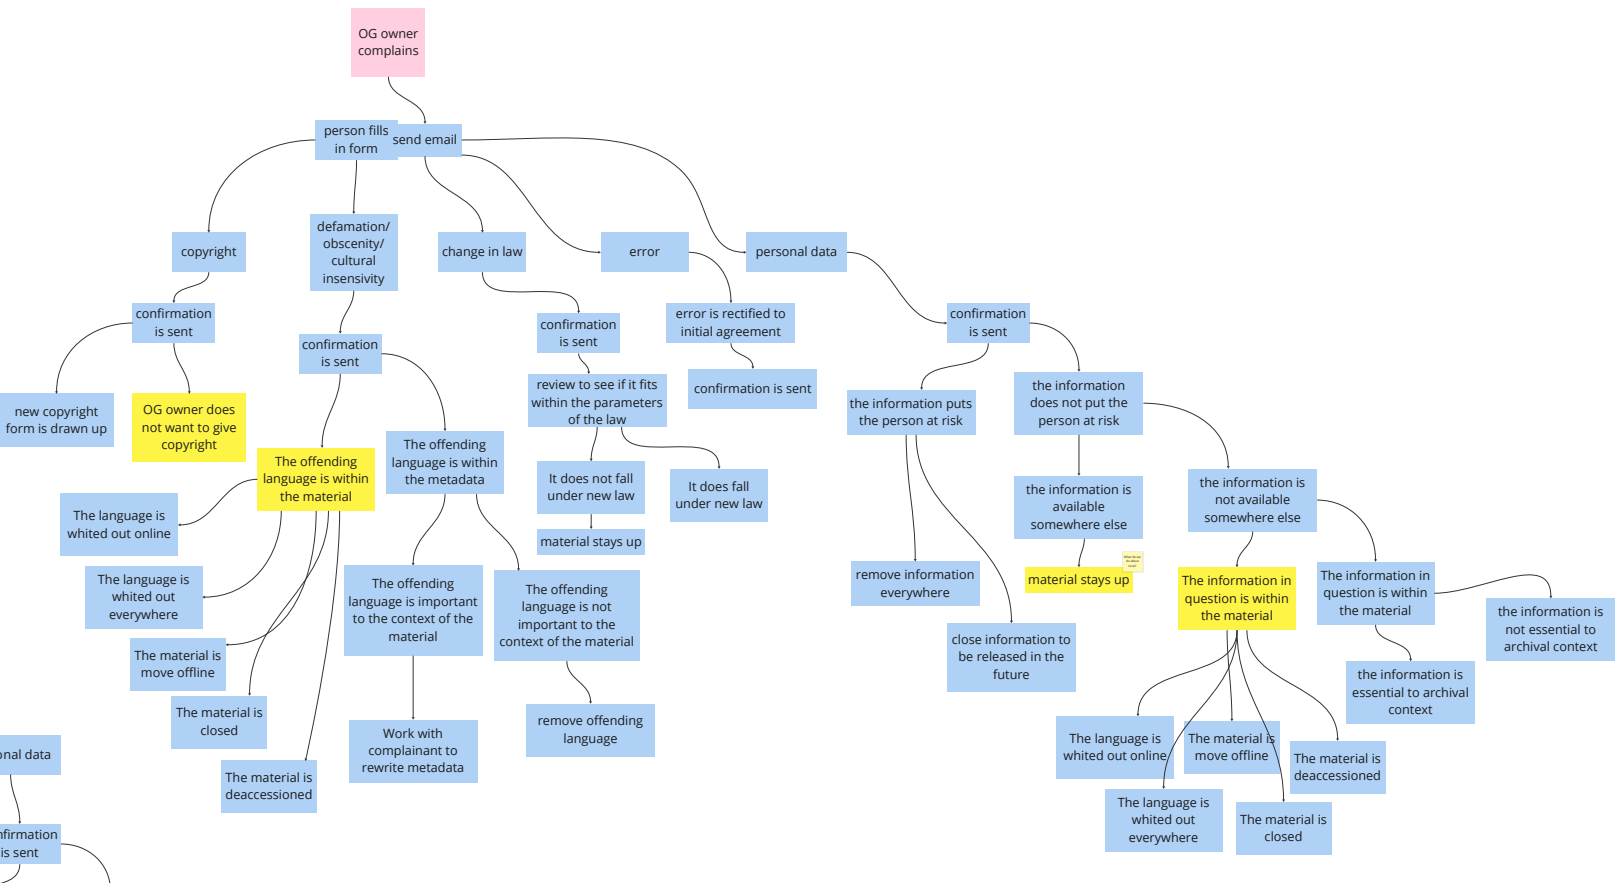 OG owner
complains
person fills
in form
send email
copyright
defamation/
obscenity/
cultural
insensivity
change in law
error
personal data
confirmation
is sent
confirmation
is sent
confirmation
is sent
error is rectified to
initial agreement
confirmation
is sent
new copyright
form is drawn up
OG owner does
not want to give
copyright
review to see if it fits
within the parameters
of the law
confirmation is sent
the information puts
the person at risk
the information
does not put the
person at risk
The offending
language is within
the material
The offending
language is within
the metadata
It does not fall
under new law
It does fall
under new law
material stays up
the information is
available
somewhere else
the information is
not available
somewhere else
The language is
whited out online
The language is
whited out
everywhere
The material is
move offline
The material is
closed
The material is
deaccessioned
The offending
language is important
to the context of the
material
The offending
language is not
important to the
context of the material
Work with
complainant to
rewrite metadata
remove offending
language
remove information
everywhere
close information to
be released in the
future
material stays up
The information in
question is within
the material
The information in
question is within
the material
the information is
not essential to
archival context
the information is
essential to archival
context
The language is
whited out online
The material is
move offline
The material is
deaccessioned
The language is
whited out
everywhere
The material is
closed
onal data
nfirmation
is sent